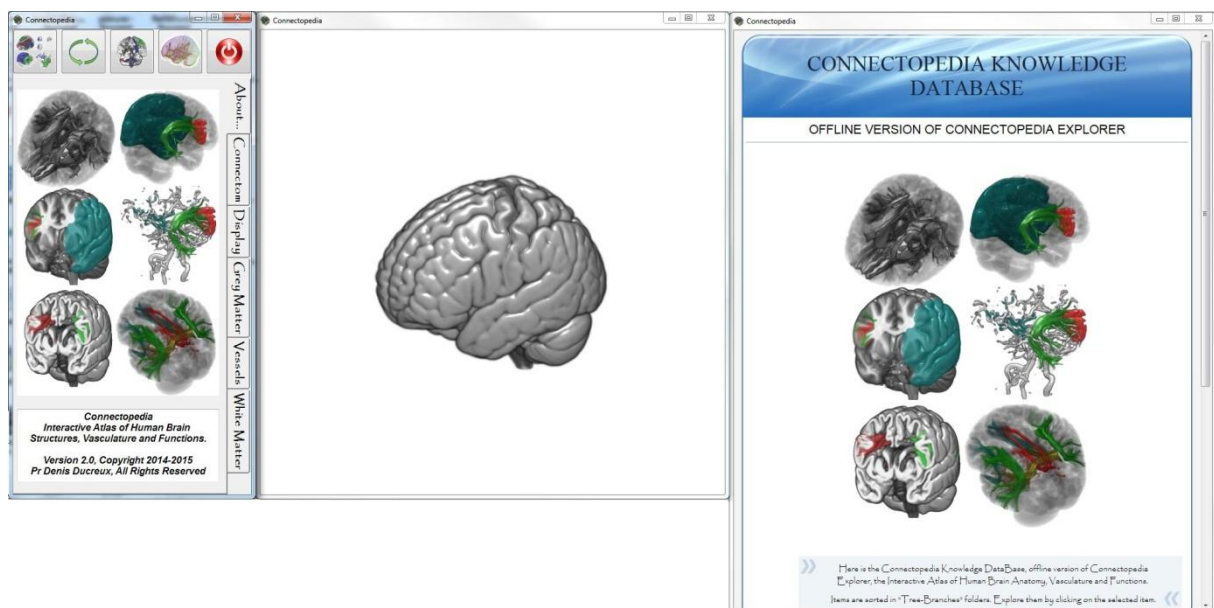 Connectopedia
About...
Connectom
Display
Grey Matter
Vessels
White Matter
Connectopedia
Interactive Atlas of Human Brain
Structures, Vasculature and Functions.
Version 2.0, Copyright 2014-2015
Pr Denis Ducreux, All Rights Reserved
Connectopedia
Connectopedia
CONNECTOPEDIA KNOWLEDGE
DATABASE
OFFLINE VERSION OF CONNECTOPEDIA EXPLORER
Here is the Connectopedia Knowledge DataBase, offline version of Connectopedia
Explorer, the Interactive Atlas of Human Brain Anatomy, Vasculature and Functions.
Items are sorted in "Tree-Branches" folders. Explore them by clicking on the selected item.